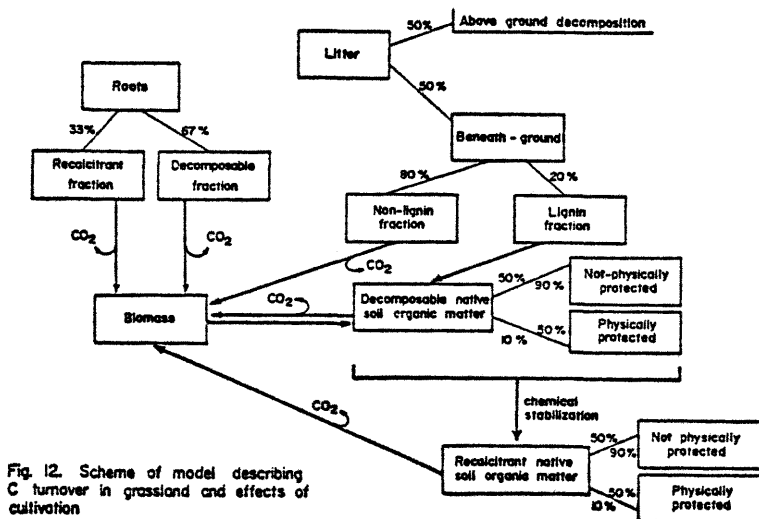 50%
Above ground decomposition
Litter
50%
Roots
33%
67%
Beneath-ground
Recalcitrant
fraction
Decomposable
fraction
80%
20%
Non-lignin
fraction
Lignin
fraction
CO₂
CO₂
CO₂
CO₂
Biomass
Decomposable native
soil organic matter
50%
90%
Not-physically
protected
50%
10%
Physically
protected
chemical
stabilization
CO₂
Recalcitrant native
soil organic matter
50%
90%
Not physically
protected
50%
10%
Physically
protected
Fig. 12. Scheme of model describing
C turnover in grassland and effects of
cultivation